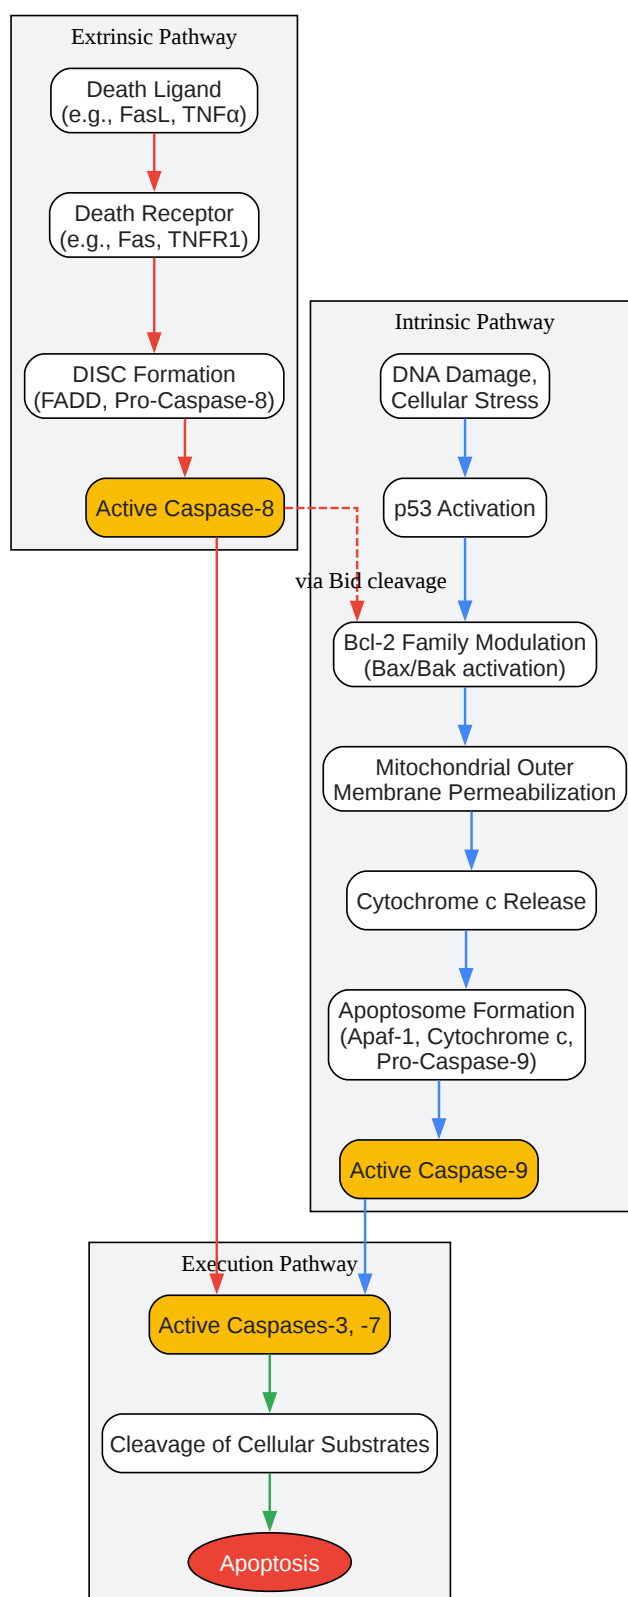 Extrinsic Pathway
Death Ligand
(e.g., FasL, TNFα)
Death Receptor
(e.g., Fas, TNFR1)
DISC Formation
(FADD, Pro-Caspase-8)
Active Caspase-8
via Bid cleavage
Intrinsic Pathway
DNA Damage,
Cellular Stress
p53 Activation
Bcl-2 Family Modulation
(Bax/Bak activation)
Mitochondrial Outer
Membrane Permeabilization
Cytochrome c Release
Apoptosome Formation
(Apaf-1, Cytochrome c,
Pro-Caspase-9)
Active Caspase-9
Execution Pathway
Active Caspases-3, -7
Cleavage of Cellular Substrates
Apoptosis